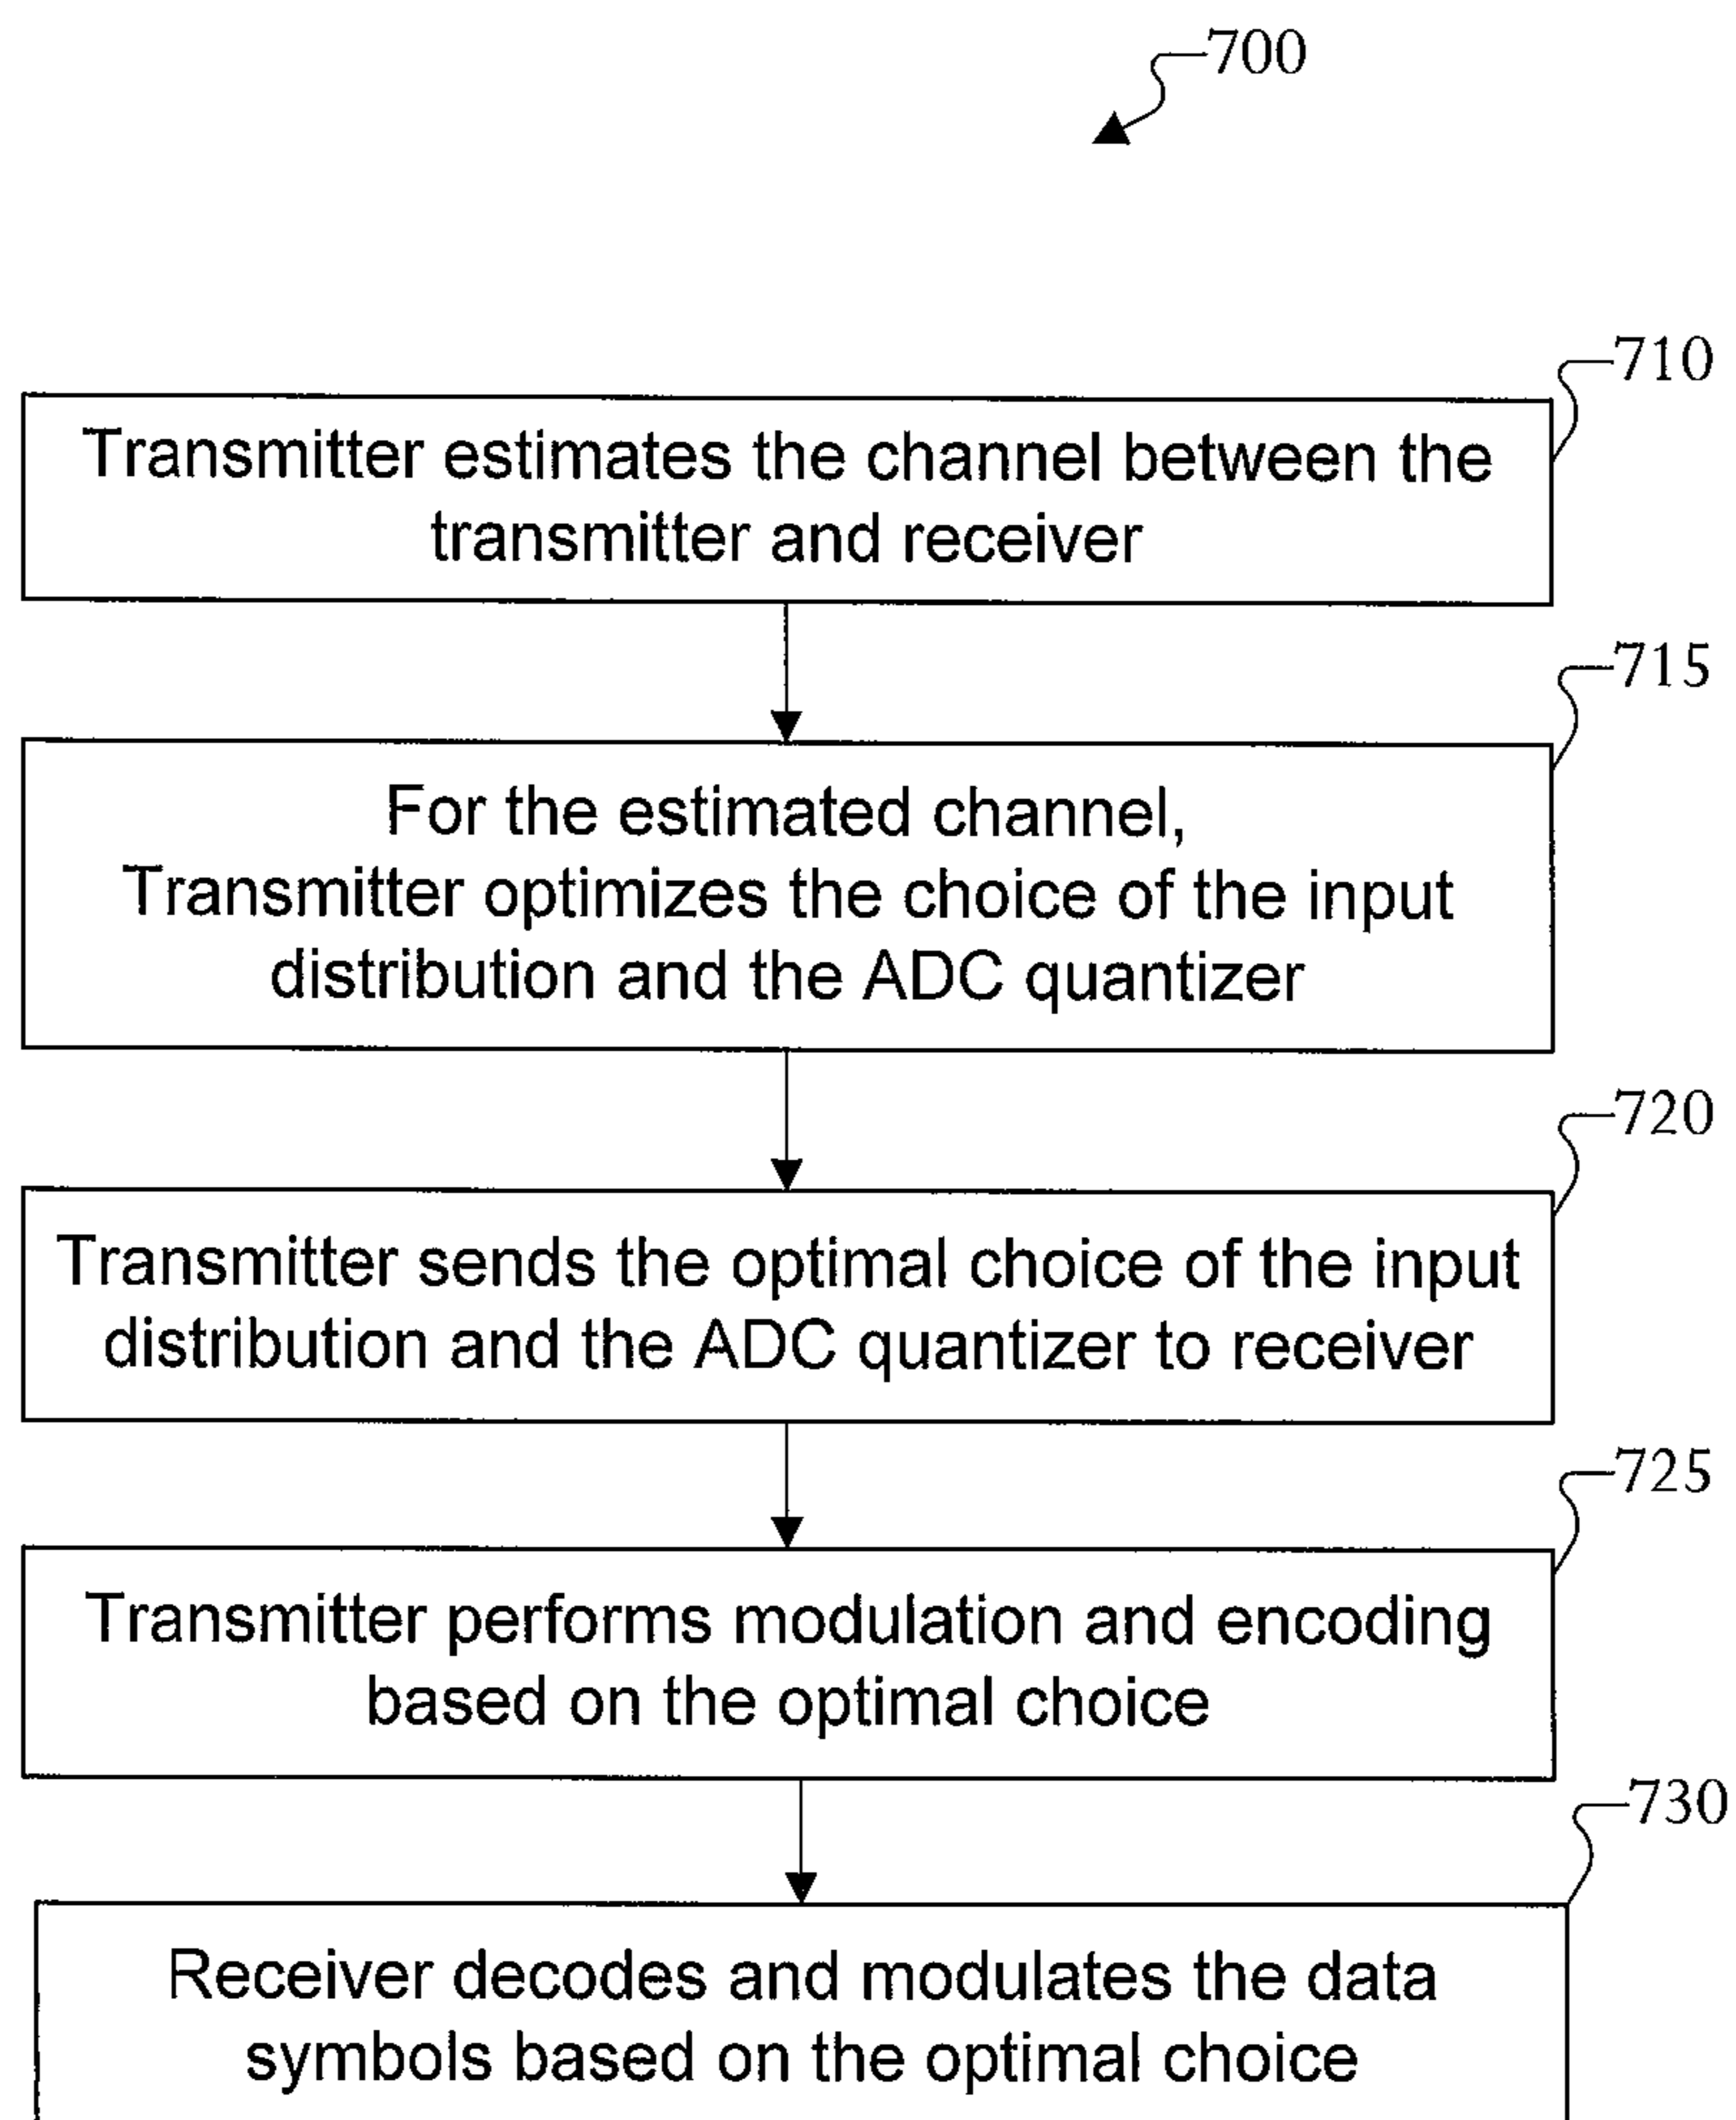 700
710
Transmitter estimates the channel between the
transmitter and receiver
715
For the estimated channel,
Transmitter optimizes the choice of the input
distribution and the ADC quantizer
720
Transmitter sends the optimal choice of the input
distribution and the ADC quantizer to receiver
725
Transmitter performs modulation and encoding
based on the optimal choice
730
Receiver decodes and modulates the data
symbols based on the optimal choice